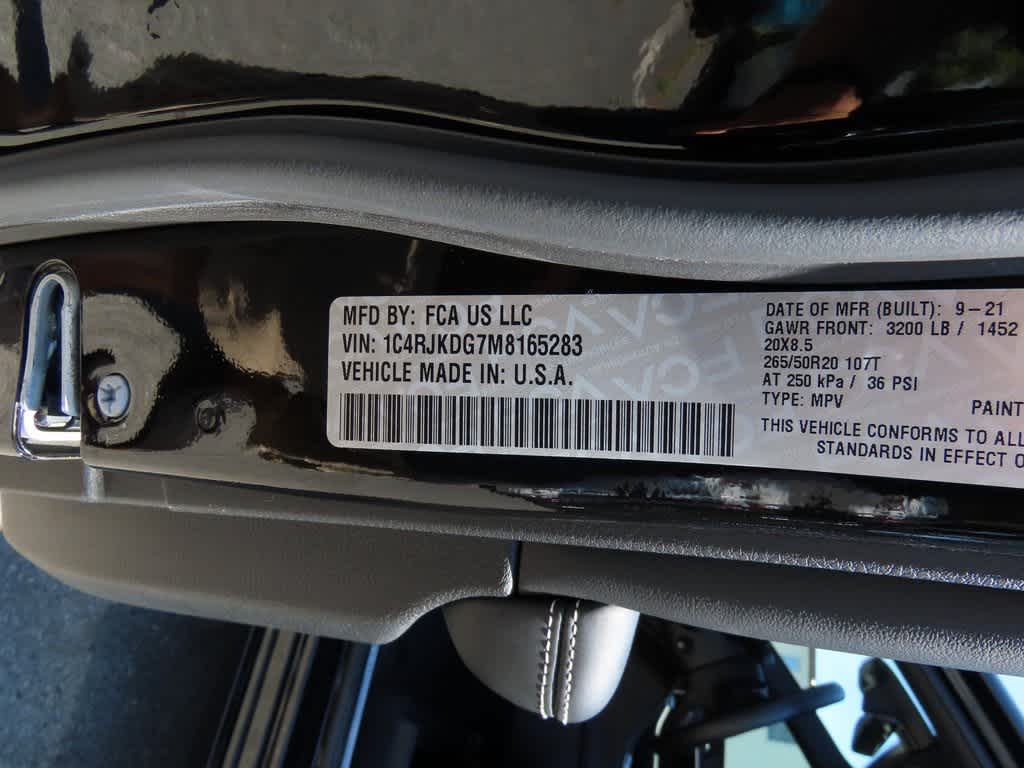 MFD BY: FCA US LLC
VIN: 1C4RJKDG7M8165283
VEHICLE MADE IN: U.S.A.
DATE OF MFR (BUILT): 9-21
GAWR FRONT: 3200 LB / 1452
20X8.5
265/50R20 107T
AT 250 kPa / 36 PSI
TYPE: MPV
PAINT
THIS VEHICLE CONFORMS TO ALL
STANDARDS IN EFFECT O